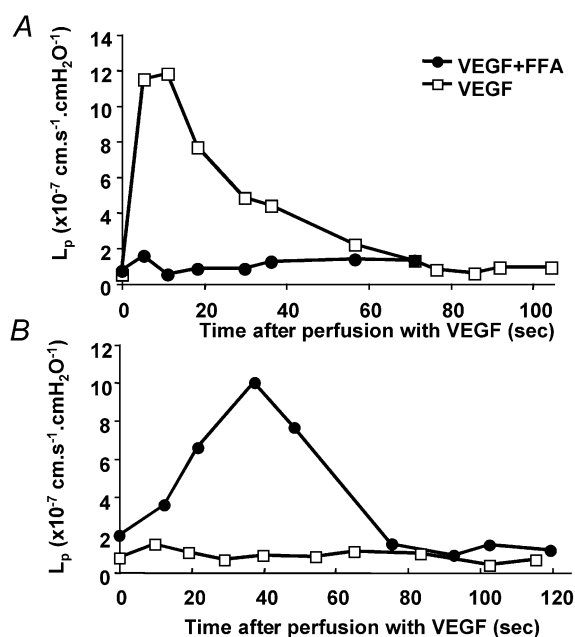 A
14
12
10
8
6
4
2
0
Lp (x10-7 cm.s-1.cmH2O-1)
VEGF+FFA
VEGF
0 20 40 60 80 100
Time after perfusion with VEGF (sec)
B
12
10
8
6
4
2
0
Lp (x10-7 cm.s-1.cmH2O-1)
0 20 40 60 80 100 120
Time after perfusion with VEGF (sec)